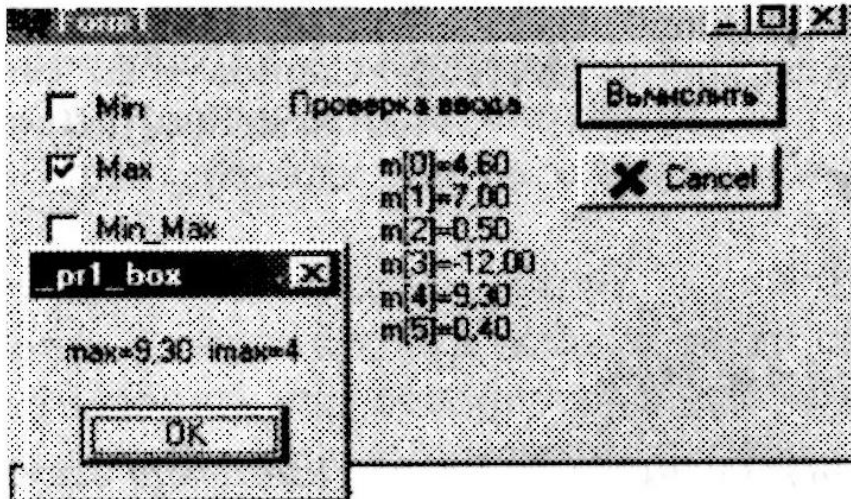 Form1
Min
Max
Min_Max
Проверка ввода
m[0]=4,60
m[1]=7,00
m[2]=0,50
m[3]=-12,00
m[4]=9,30
m[5]=0,40
Вычислить
Cancel
_pr1_box
max=9,30 imax=4
OK